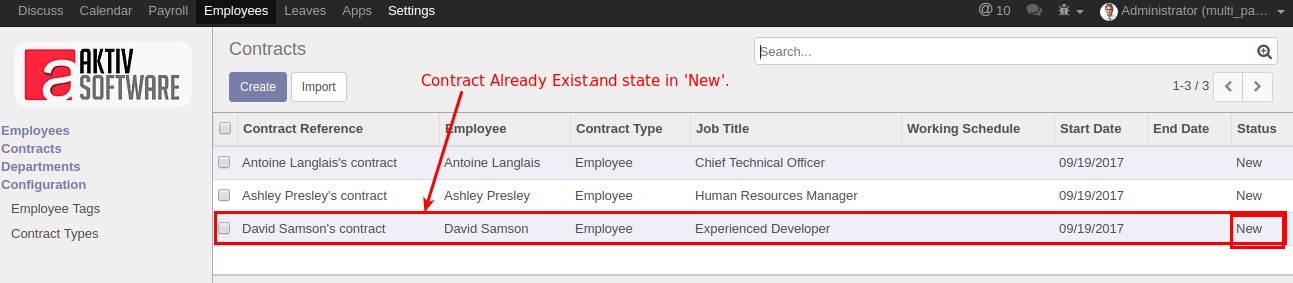 Discuss Calendar Payroll Employees Leaves Apps Settings @ 10 Administrator (multi_pa...
AKTIV
SOFTWARE
a
Employees
Contracts
Departments
Configuration
Employee Tags
Contract Types
Contracts
Search...
Create Import
Contract Already Exist.and state in 'New'.
1-3 / 3
Contract Reference Employee Contract Type Job Title Working Schedule Start Date End Date Status
Antoine Langlais's contract Antoine Langlais Employee Chief Technical Officer 09/19/2017 New
Ashley Presley's contract Ashley Presley Employee Human Resources Manager 09/19/2017 New
David Samson's contract David Samson Employee Experienced Developer 09/19/2017 New